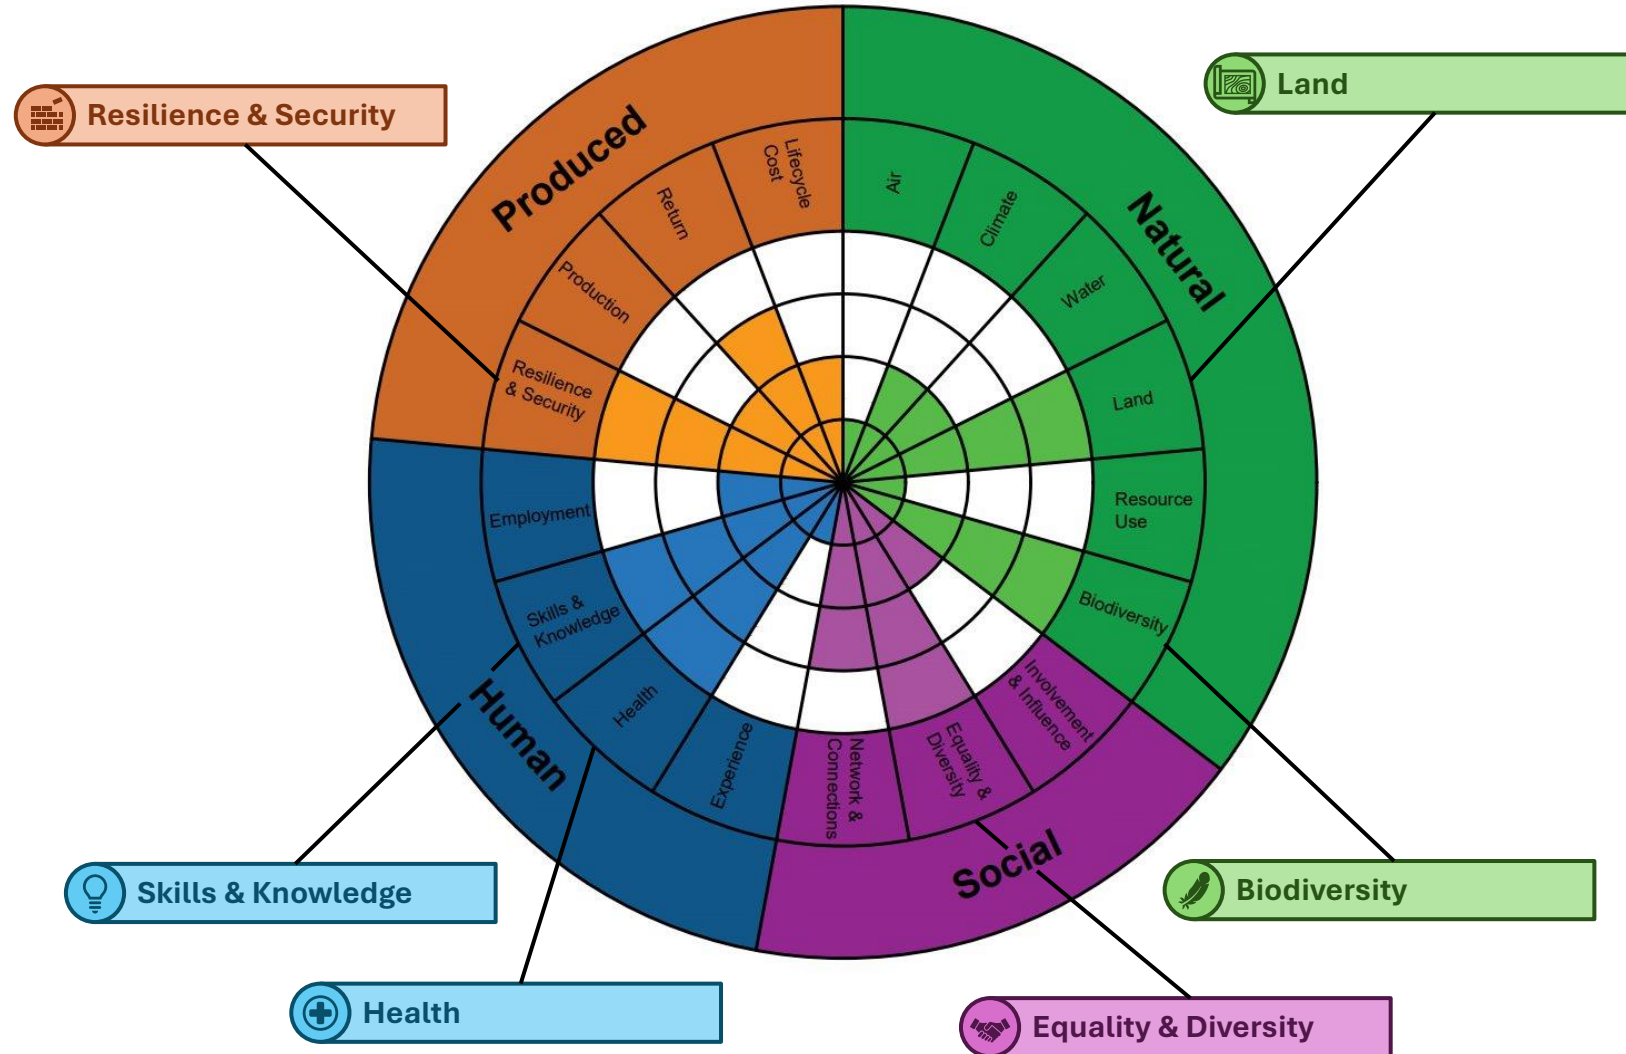 Land
Resilience & Security
Produced
Natural
Lifecycle
Cost
Air
Return
Climate
Production
Water
Resilience
& Security
Land
Employment
Resource
Use
Skills &
Knowledge
Biodiversity
Health
Involvement
& Influence
Human
Experience
Network &
Connections
Equality &
Diversity
Social
Skills & Knowledge
Biodiversity
Health
Equality & Diversity